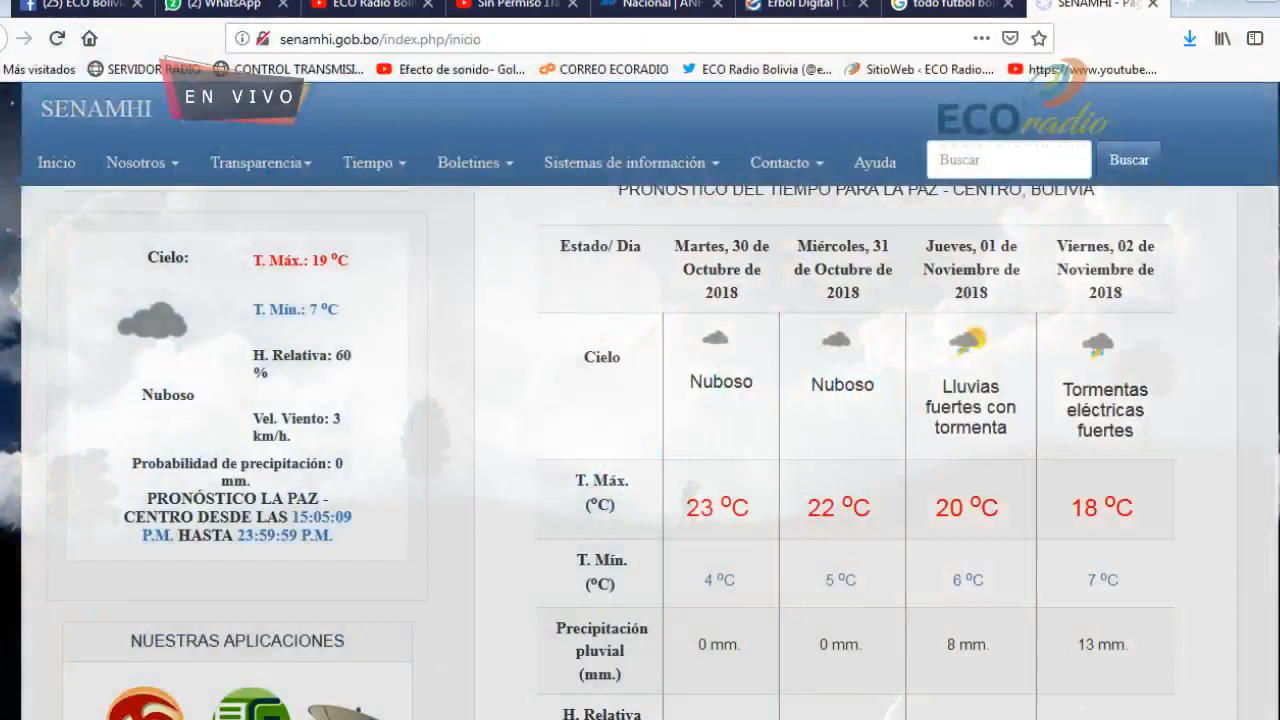 ECO Bolivi
(2) WhatsApp
ECO Radio Boli
Sin Permiso Tra
Nacional | ANF
Erbol Digital | L
todo futbol boli
SENAMHI - Pág
senamhi.gob.bo/index.php/inicio
Más visitados
SERVIDOR RADIO
CONTROL TRANSMISI...
Efecto de sonido- Gol...
CORREO ECORADIO
ECO Radio Bolivia (@e...
SitioWeb ‹ ECO Radio....
https://www.youtube....
EN VIVO
SENAMHI
ECO radio
Inicio
Nosotros
Transparencia
Tiempo
Boletines
Sistemas de información
Contacto
Ayuda
Buscar
Buscar
PRONÓSTICO DEL TIEMPO PARA LA PAZ - CENTRO, BOLIVIA
Cielo:
T. Máx.: 19 ºC
T. Mín.: 7 ºC
H. Relativa: 60
%
Nuboso
Vel. Viento: 3
km/h.
Probabilidad de precipitación: 0
mm.
PRONÓSTICO LA PAZ -
CENTRO DESDE LAS 15:05:09
P.M. HASTA 23:59:59 P.M.
NUESTRAS APLICACIONES
Estado/ Dia
Martes, 30 de
Octubre de
2018
Miércoles, 31
de Octubre de
2018
Jueves, 01 de
Noviembre de
2018
Viernes, 02 de
Noviembre de
2018
Cielo
Nuboso
Nuboso
Lluvias
fuertes con
tormenta
Tormentas
eléctricas
fuertes
T. Máx.
(ºC)
23 ºC
22 ºC
20 ºC
18 ºC
T. Mín.
(ºC)
4 ºC
5 ºC
6 ºC
7 ºC
Precipitación
pluvial
(mm.)
0 mm.
0 mm.
8 mm.
13 mm.
H. Relativa